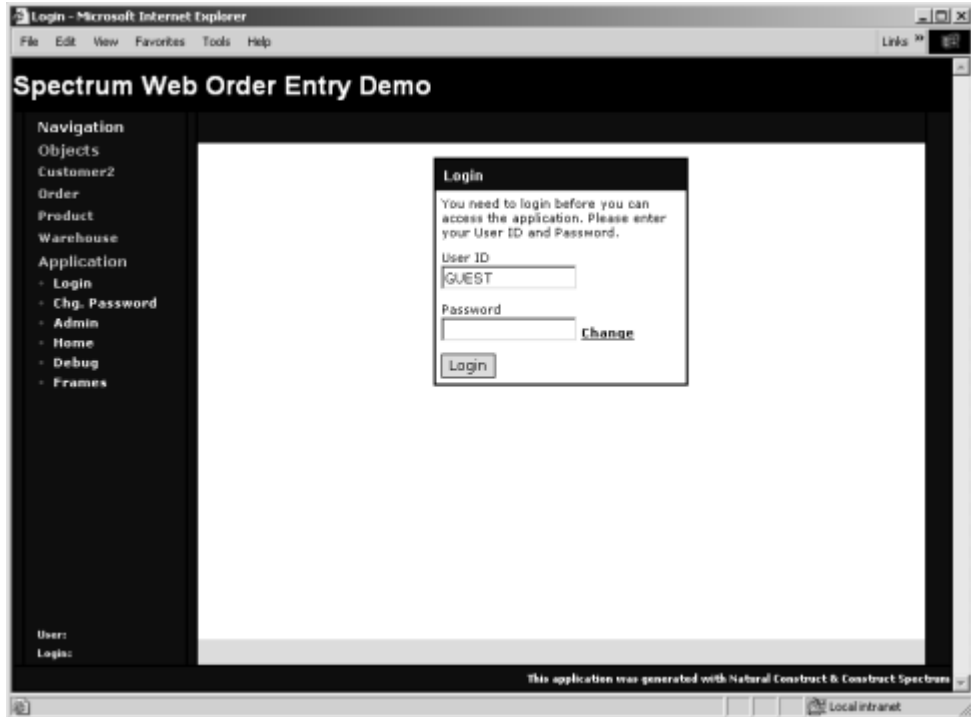 Login - Microsoft Internet Explorer
File Edit View Favorites Tools Help
Links »
Spectrum Web Order Entry Demo
Navigation
Objects
Customer2
Order
Product
Warehouse
Application
Login
Chg. Password
Admin
Home
Debug
Frames
Login
You need to login before you can
access the application. Please enter
your User ID and Password.
User ID
GUEST
Password
Change
Login
User:
Login:
This application was generated with Natural Construct & Construct Spectrum
Local intranet